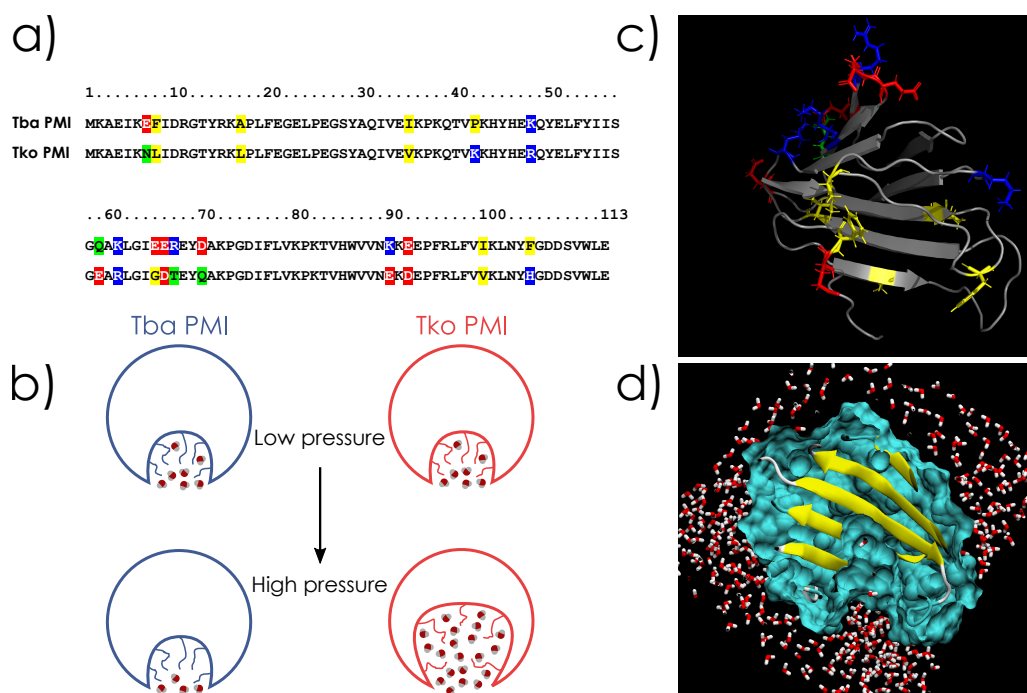 a)
1.......10........20........30........40........50........
Tba PMI MKAEIKEFIDRGTYRKAPLFEGELPEGSYAQIVEIKPKQTVPKHYHEKQYELFYIIS
Tko PMI MKAEIKNLIDRGTYRKLPLFEGELPEGSYAQIVEVKPKQTVKKHYHERQYELFYIIS
..60........70........80........90........100.......113
GQAKLGIEEREYDAKPGDIFLVKPKTVHWVVNKKEEPFRLFVIKLNYFGDDSVWLE
GEARLGIGDTEYQAKPGDIFLVKPKTVHWVVNEKDEPFRLFVVKLNYHGDDSVWLE
b)
Tba PMI
Tko PMI
Low pressure
High pressure
c)
d)